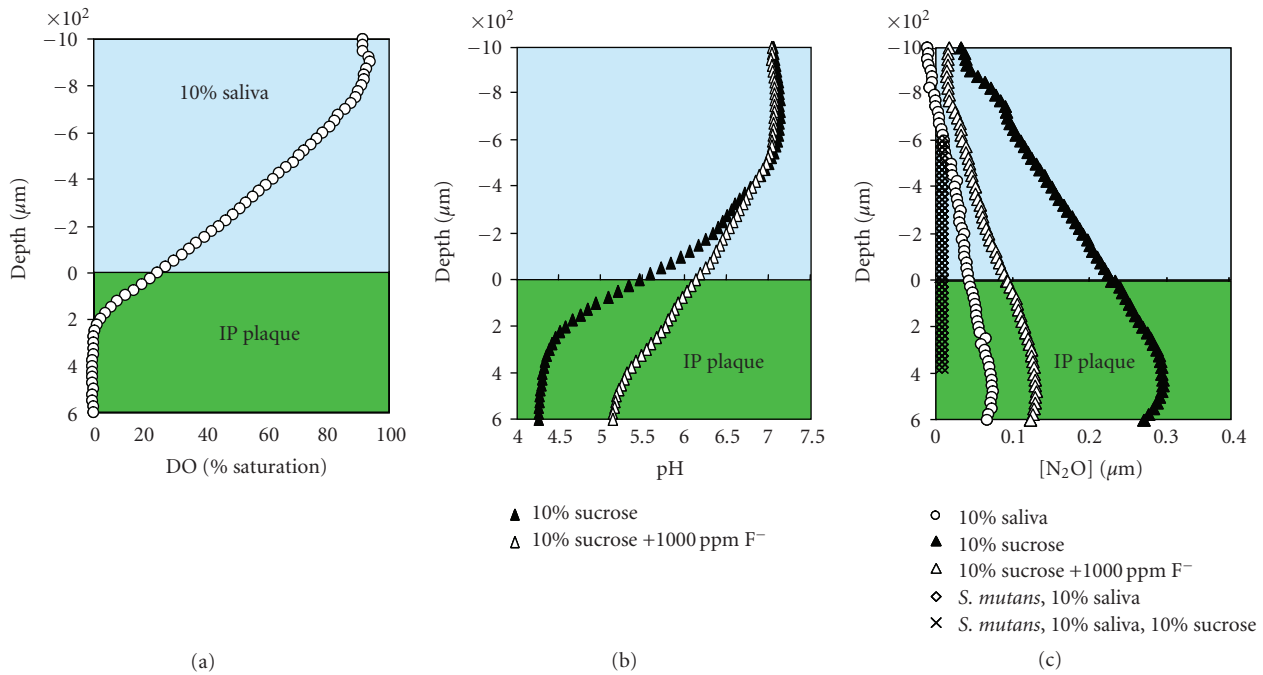 ×10²
−10
−8
−6
−4
−2
0
2
4
6
Depth (μm)
10% saliva
IP plaque
0 20 40 60 80 100
DO (% saturation)
(a)
×10²
−10
−8
−6
−4
−2
0
2
4
6
Depth (μm)
IP plaque
4 4.5 5 5.5 6 6.5 7 7.5
pH
10% sucrose
10% sucrose +1000 ppm F⁻
(b)
×10²
−10
−8
−6
−4
−2
0
2
4
6
Depth (μm)
IP plaque
0 0.1 0.2 0.3 0.4
[N₂O] (μm)
10% saliva
10% sucrose
10% sucrose +1000 ppm F⁻
S. mutans, 10% saliva
S. mutans, 10% saliva, 10% sucrose
(c)